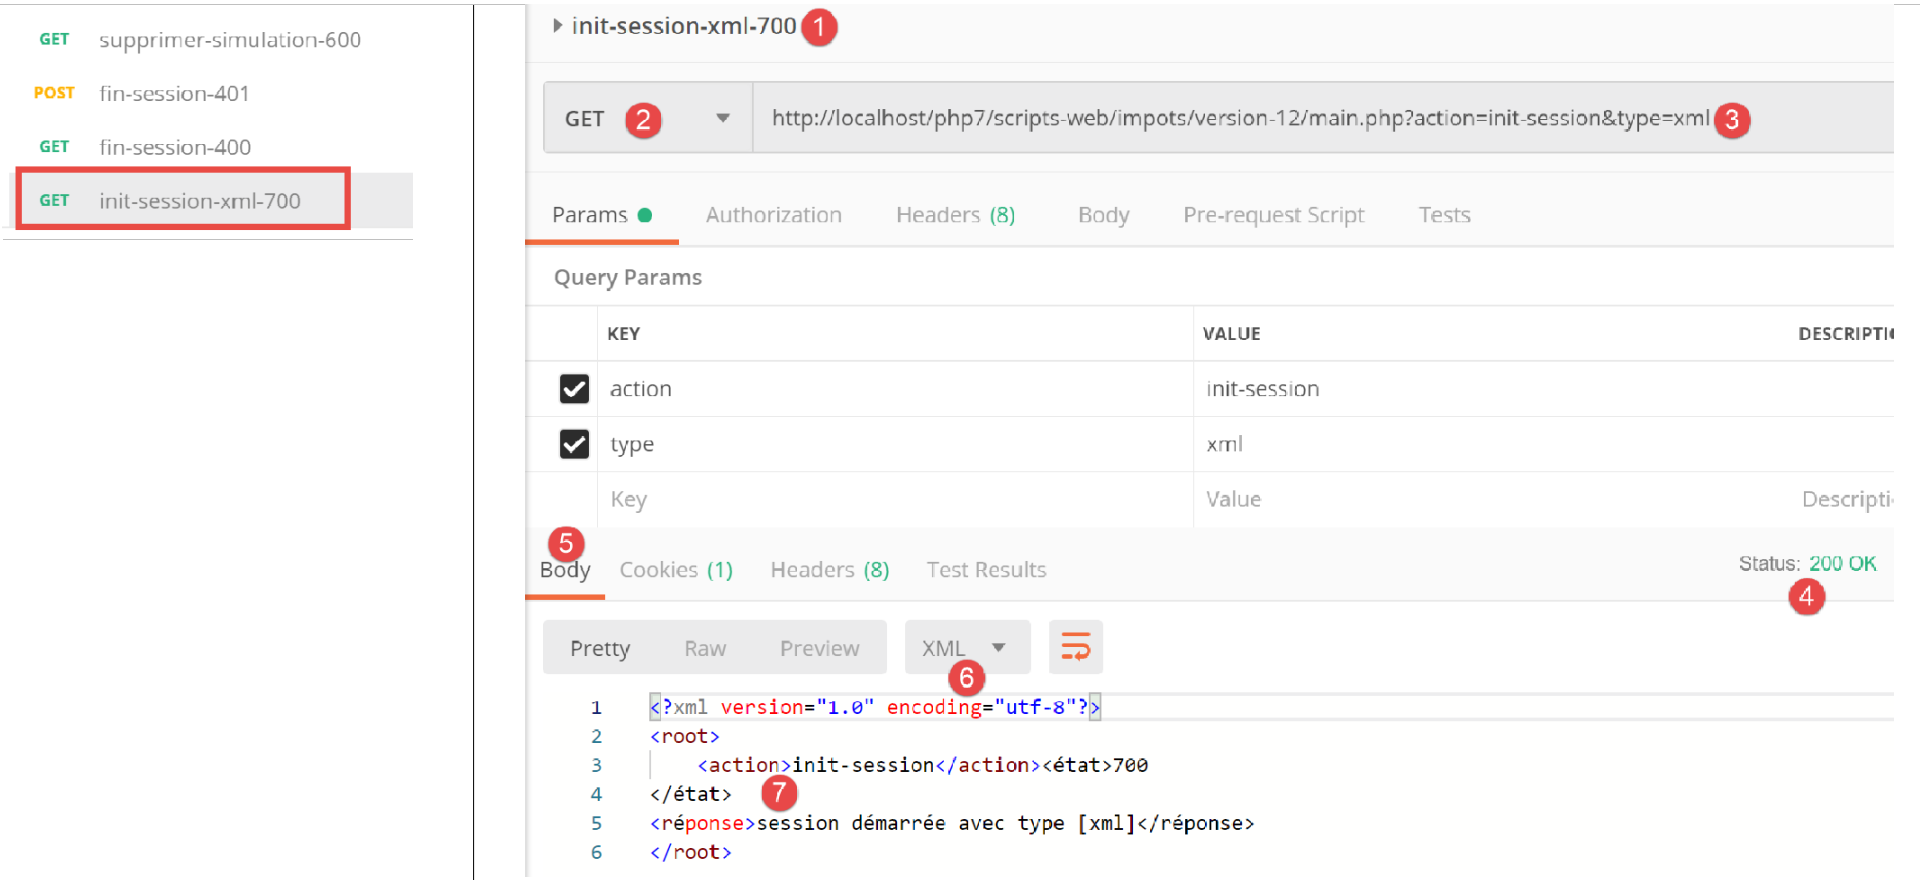 GET supprimer-simulation-600
POST fin-session-401
GET fin-session-400
GET init-session-xml-700
init-session-xml-700 1
GET 2 http://localhost/php7/scripts-web/impots/version-12/main.php?action=init-session&type=xml 3
Params Authorization Headers (8) Body Pre-request Script Tests
Query Params
KEY VALUE DESCRIPTI
action init-session
type xml
Key Value Descripti
5
Body Cookies (1) Headers (8) Test Results Status: 200 OK
4
Pretty Raw Preview XML
6
1 <?xml version="1.0" encoding="utf-8"?>
2 <root>
3 <action>init-session</action><état>700
4 </état> 7
5 <réponse>session démarrée avec type [xml]</réponse>
6 </root>